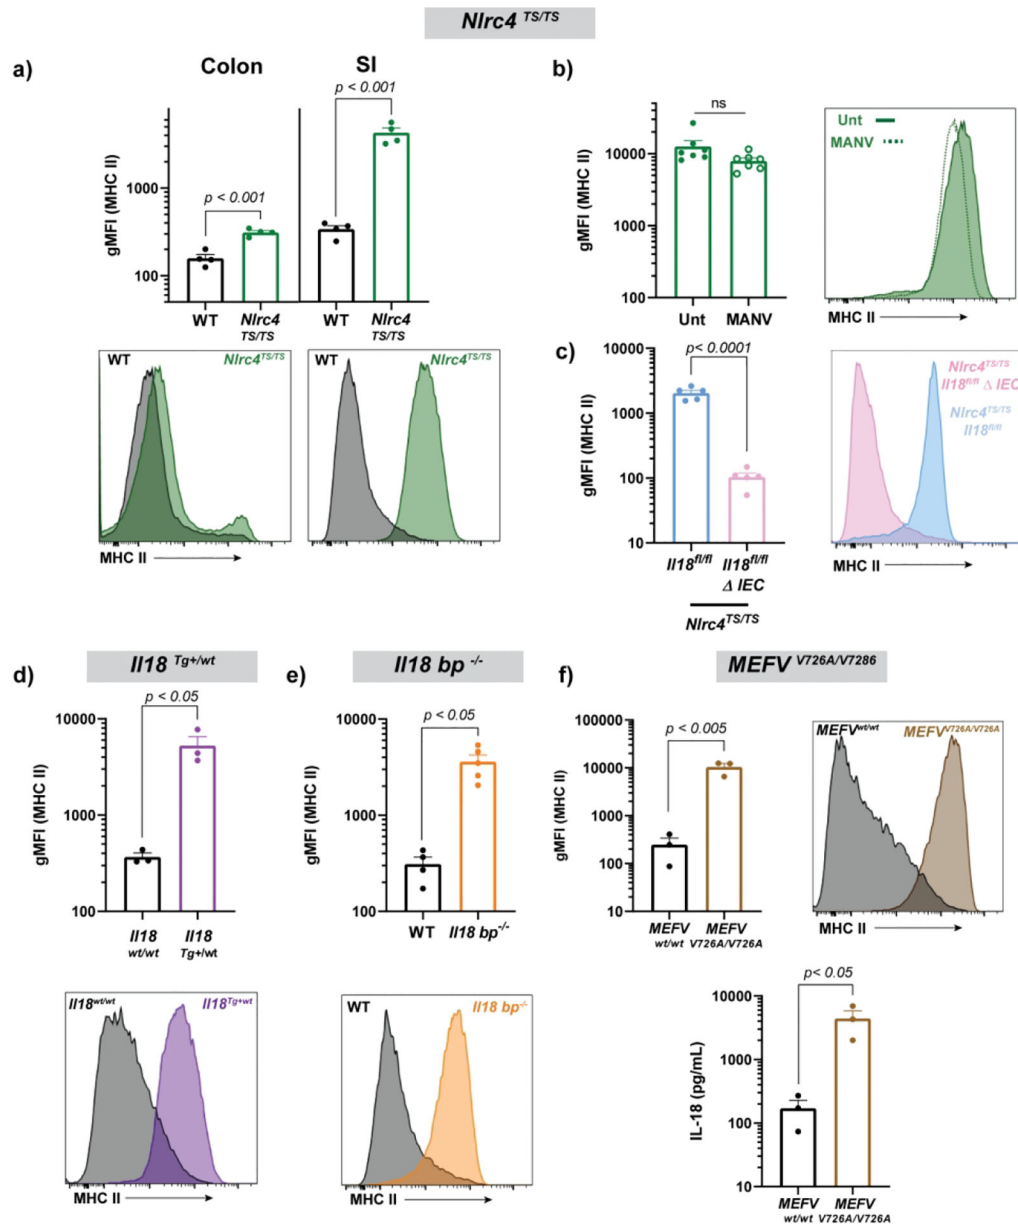 Nlrc4 TS/TS
a)
Colon
SI
p < 0.001
p < 0.001
gMFI (MHC II)
1000
100
WT
Nlrc4
TS/TS
WT
Nlrc4
TS/TS
WT
Nlrc4TS/TS
Nlrc4TS/TS
WT
MHC II
MHC II
b)
ns
gMFI (MHC II)
10000
1000
100
Unt
MANV
Unt
MANV
MHC II
c)
p< 0.0001
gMFI (MHC II)
10000
1000
100
10
Il18fl/fl
Il18fl/fl
Δ IEC
Nlrc4TS/TS
Nlrc4TS/TS
Il18fl/fl Δ IEC
Nlrc4TS/TS
Il18fl/fl
MHC II
d)
Il18 Tg+/wt
p < 0.05
gMFI (MHC II)
10000
1000
100
Il18
wt/wt
Il18
Tg+/wt
Il18wt/wt
Il18Tg+wt
MHC II
e)
Il18 bp -/-
p < 0.05
gMFI (MHC II)
10000
1000
100
WT
Il18 bp-/-
WT
Il18 bp-/-
MHC II
f)
MEFV V726A/V7286
p < 0.005
gMFI (MHC II)
100000
10000
1000
100
10
MEFV
wt/wt
MEFV
V726A/V726A
MEFVwt/wt
MEFVV726A/V726A
MHC II
p< 0.05
IL-18 (pg/mL)
10000
1000
100
10
MEFV
wt/wt
MEFV
V726A/V726A